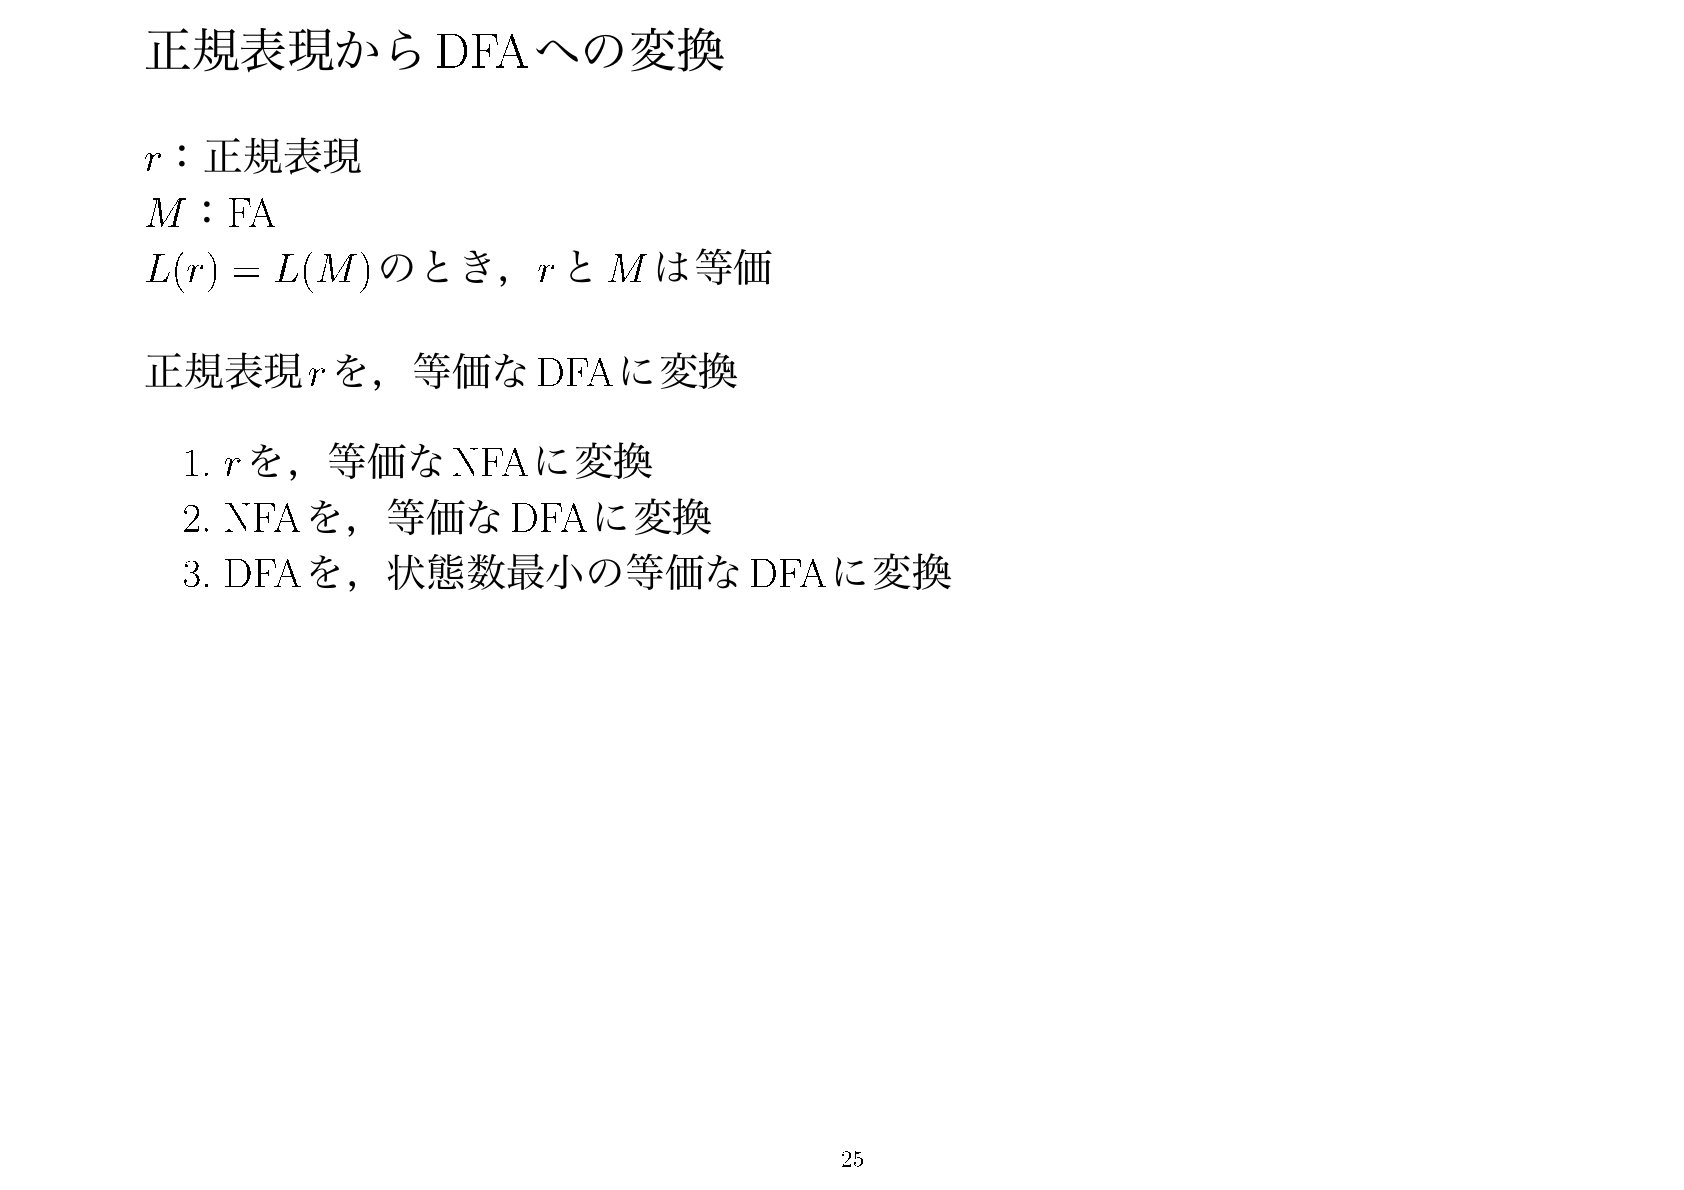 正規表現から DFA への変換
r：正規表現
M：FA
L(r) = L(M) のとき，r と M は等価
正規表現 r を，等価な DFA に変換
1. r を，等価な NFA に変換
2. NFA を，等価な DFA に変換
3. DFA を，状態数最小の等価な DFA に変換
25